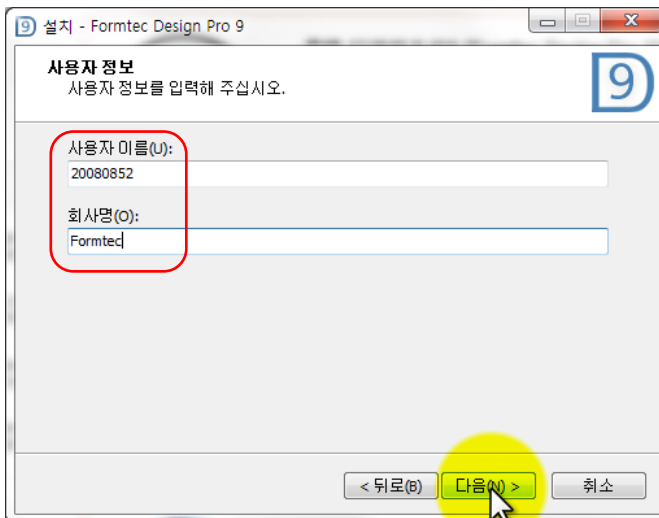 9 설치 - Formtec Design Pro 9
사용자 정보
사용자 정보를 입력해 주십시오.
9
사용자 이름(U):
20080852
회사명(O):
Formtec
< 뒤로(B) 다음(N) > 취소